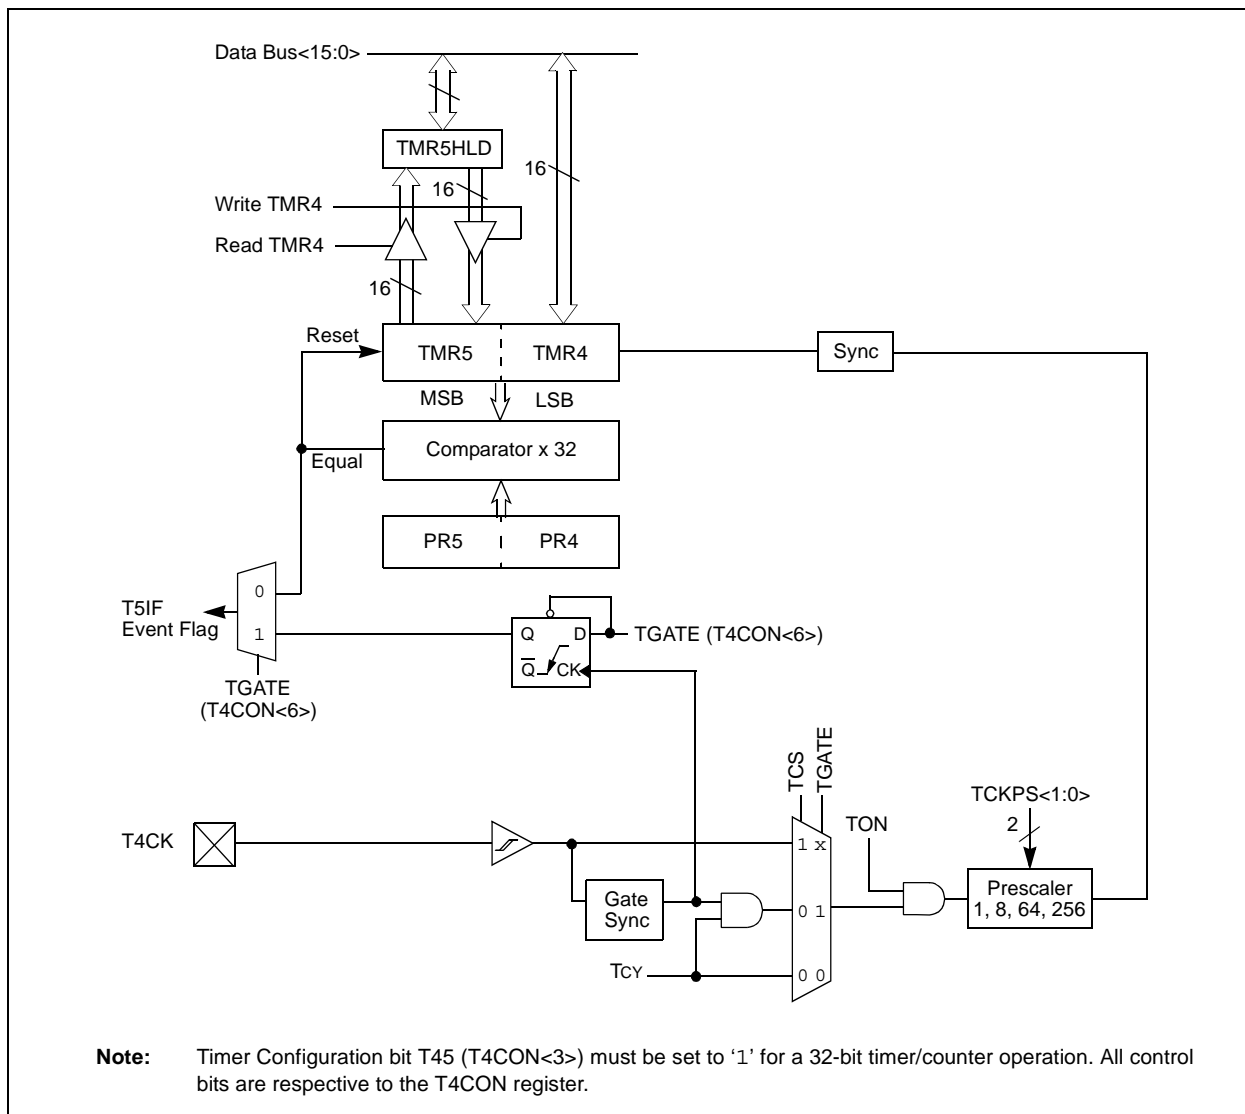 Data Bus<15:0>
TMR5HLD
16
16
Write TMR4
Read TMR4
16
Reset
TMR5
TMR4
Sync
MSB
LSB
Equal
Comparator x 32
PR5
PR4
0
1
T5IF
Event Flag
TGATE
(T4CON<6>)
Q
D
Q
CK
TGATE (T4CON<6>)
TCS
TGATE
T4CK
1 x
0 1
0 0
Gate
Sync
TCY
TON
TCKPS<1:0>
2
Prescaler
1, 8, 64, 256
Note: Timer Configuration bit T45 (T4CON<3>) must be set to ‘1’ for a 32-bit timer/counter operation. All control
bits are respective to the T4CON register.